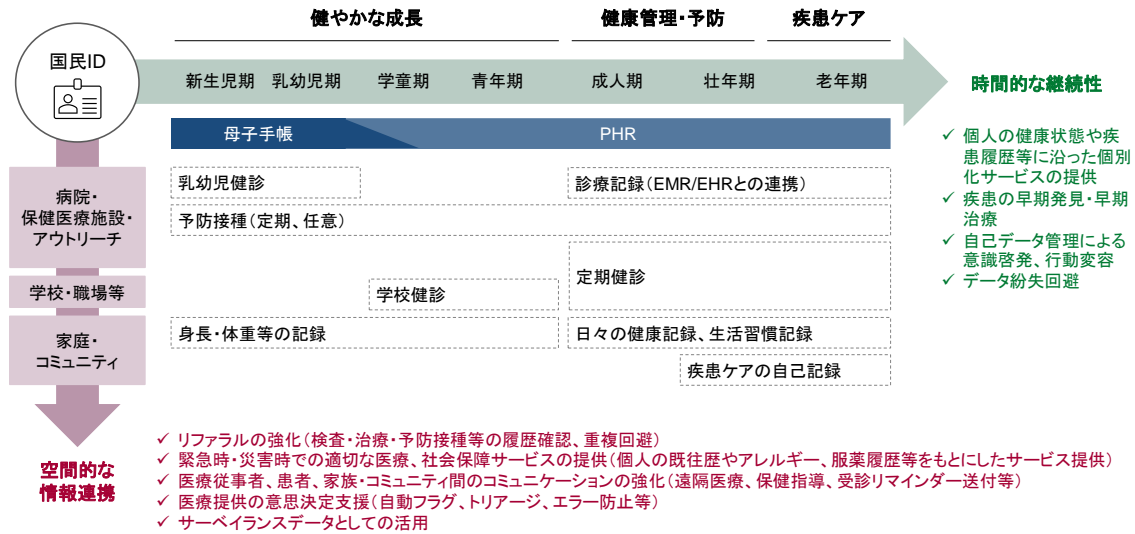 健やかな成長
健康管理・予防
疾患ケア
国民ID
新生児期
乳幼児期
学童期
青年期
成人期
壮年期
老年期
時間的な継続性
母子手帳
PHR
✓ 個人の健康状態や疾
患履歴等に沿った個別
化サービスの提供
✓ 疾患の早期発見・早期
治療
✓ 自己データ管理による
意識啓発、行動変容
✓ データ紛失回避
病院・
保健医療施設・
アウトリーチ
乳幼児健診
診療記録（EMR/EHRとの連携）
予防接種（定期、任意）
定期健診
学校・職場等
学校健診
家庭・
コミュニティ
身長・体重等の記録
日々の健康記録、生活習慣記録
疾患ケアの自己記録
空間的な
情報連携
✓ リファラルの強化（検査・治療・予防接種等の履歴確認、重複回避）
✓ 緊急時・災害時での適切な医療、社会保障サービスの提供（個人の既往歴やアレルギー、服薬履歴等をもとにしたサービス提供）
✓ 医療従事者、患者、家族・コミュニティ間のコミュニケーションの強化（遠隔医療、保健指導、受診リマインダー送付等）
✓ 医療提供の意思決定支援（自動フラグ、トリアージ、エラー防止等）
✓ サーベイランスデータとしての活用